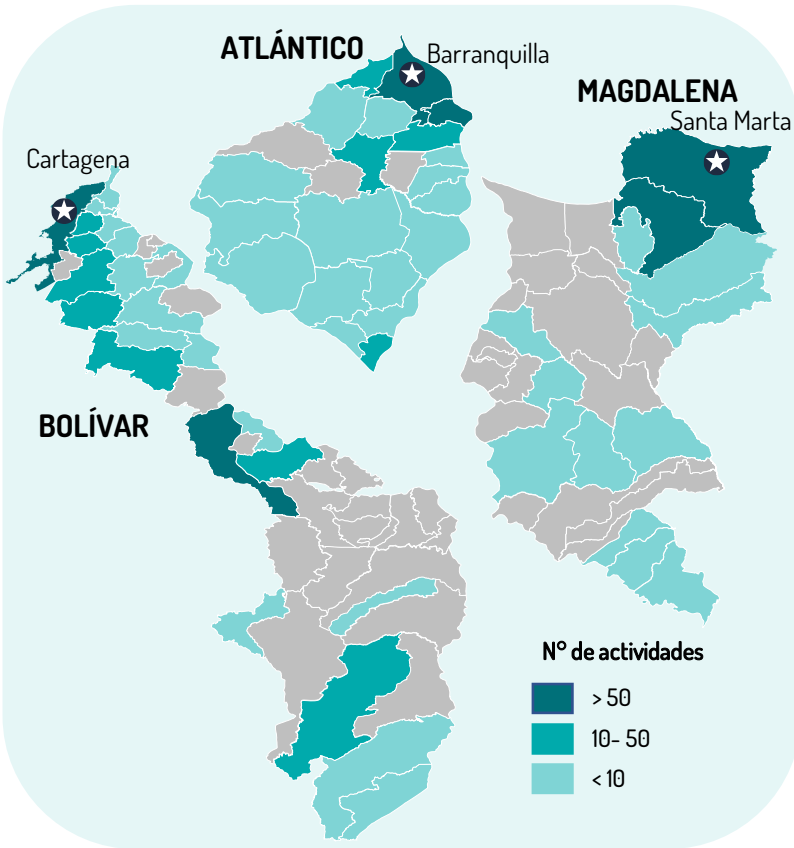 ATLÁNTICO
Barranquilla
MAGDALENA
Santa Marta
Cartagena
BOLÍVAR
N° de actividades
> 50
10- 50
< 10